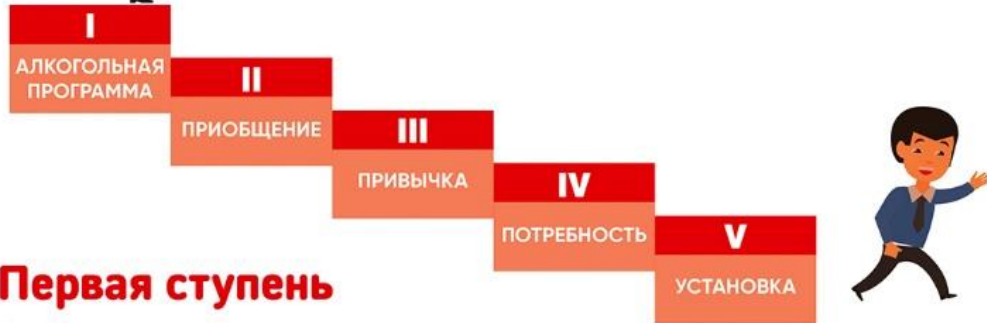 I
АЛКОГОЛЬНАЯ
ПРОГРАММА
II
ПРИОБЩЕНИЕ
III
ПРИВЫЧКА
IV
ПОТРЕБНОСТЬ
V
УСТАНОВКА
Первая ступень